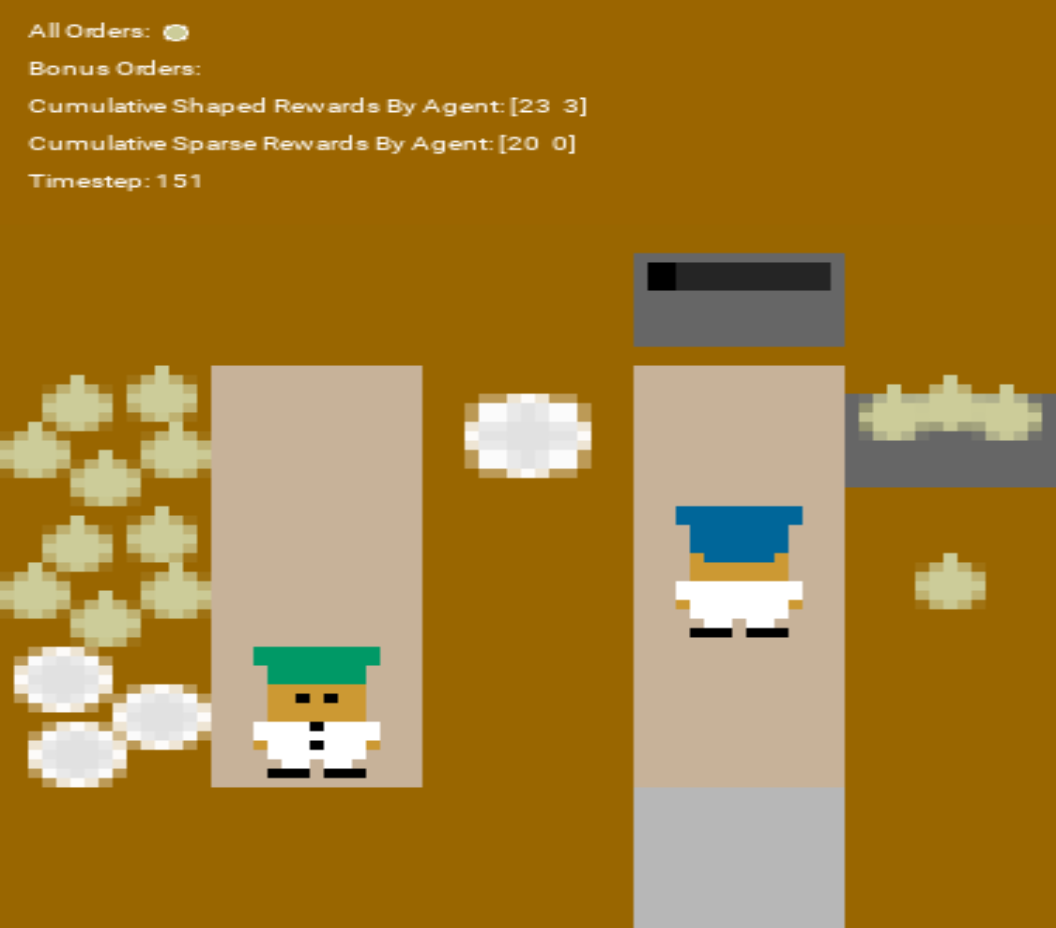 All Orders:
Bonus Orders:
Cumulative Shaped Rewards By Agent: [23 3]
Cumulative Sparse Rewards By Agent: [20 0]
Timestep: 151